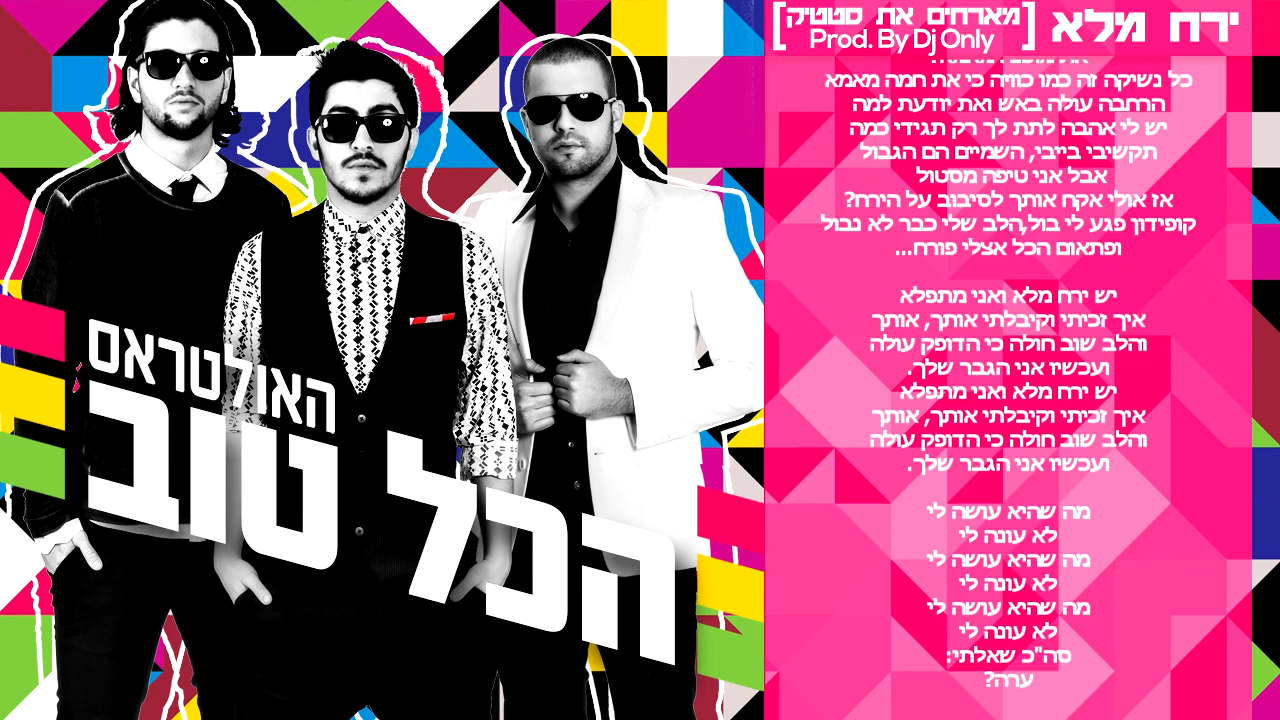 ירח מלא [מארחים את סטטיק]
Prod. By Dj Only
כל נשיקה זה כמו כוויה כי את חמה מאמא
הרחבה עולה באש ואת יודעת למה
יש לי אהבה לתת לך רק תגידי כמה
תקשיבי בייבי, השמיים הם הגבול
אבל אני טיפה מסטול
אז אולי אקח אותך לסיבוב על הירח?
קופידון פגע לי בול,הלב שלי כבר לא נבול
ופתאום הכל אצלי פורח...
יש ירח מלא ואני מתפלא
איך זכיתי וקיבלתי אותך, אותך
והלב שוב חולה כי הדופק עולה
ועכשיו אני הגבר שלך.
יש ירח מלא ואני מתפלא
איך זכיתי וקיבלתי אותך, אותך
והלב שוב חולה כי הדופק עולה
ועכשיו אני הגבר שלך.
מה שהיא עושה לי
לא עונה לי
מה שהיא עושה לי
לא עונה לי
מה שהיא עושה לי
לא עונה לי
סה"כ שאלתי:
ערה?
האולטראס
הכל טוב